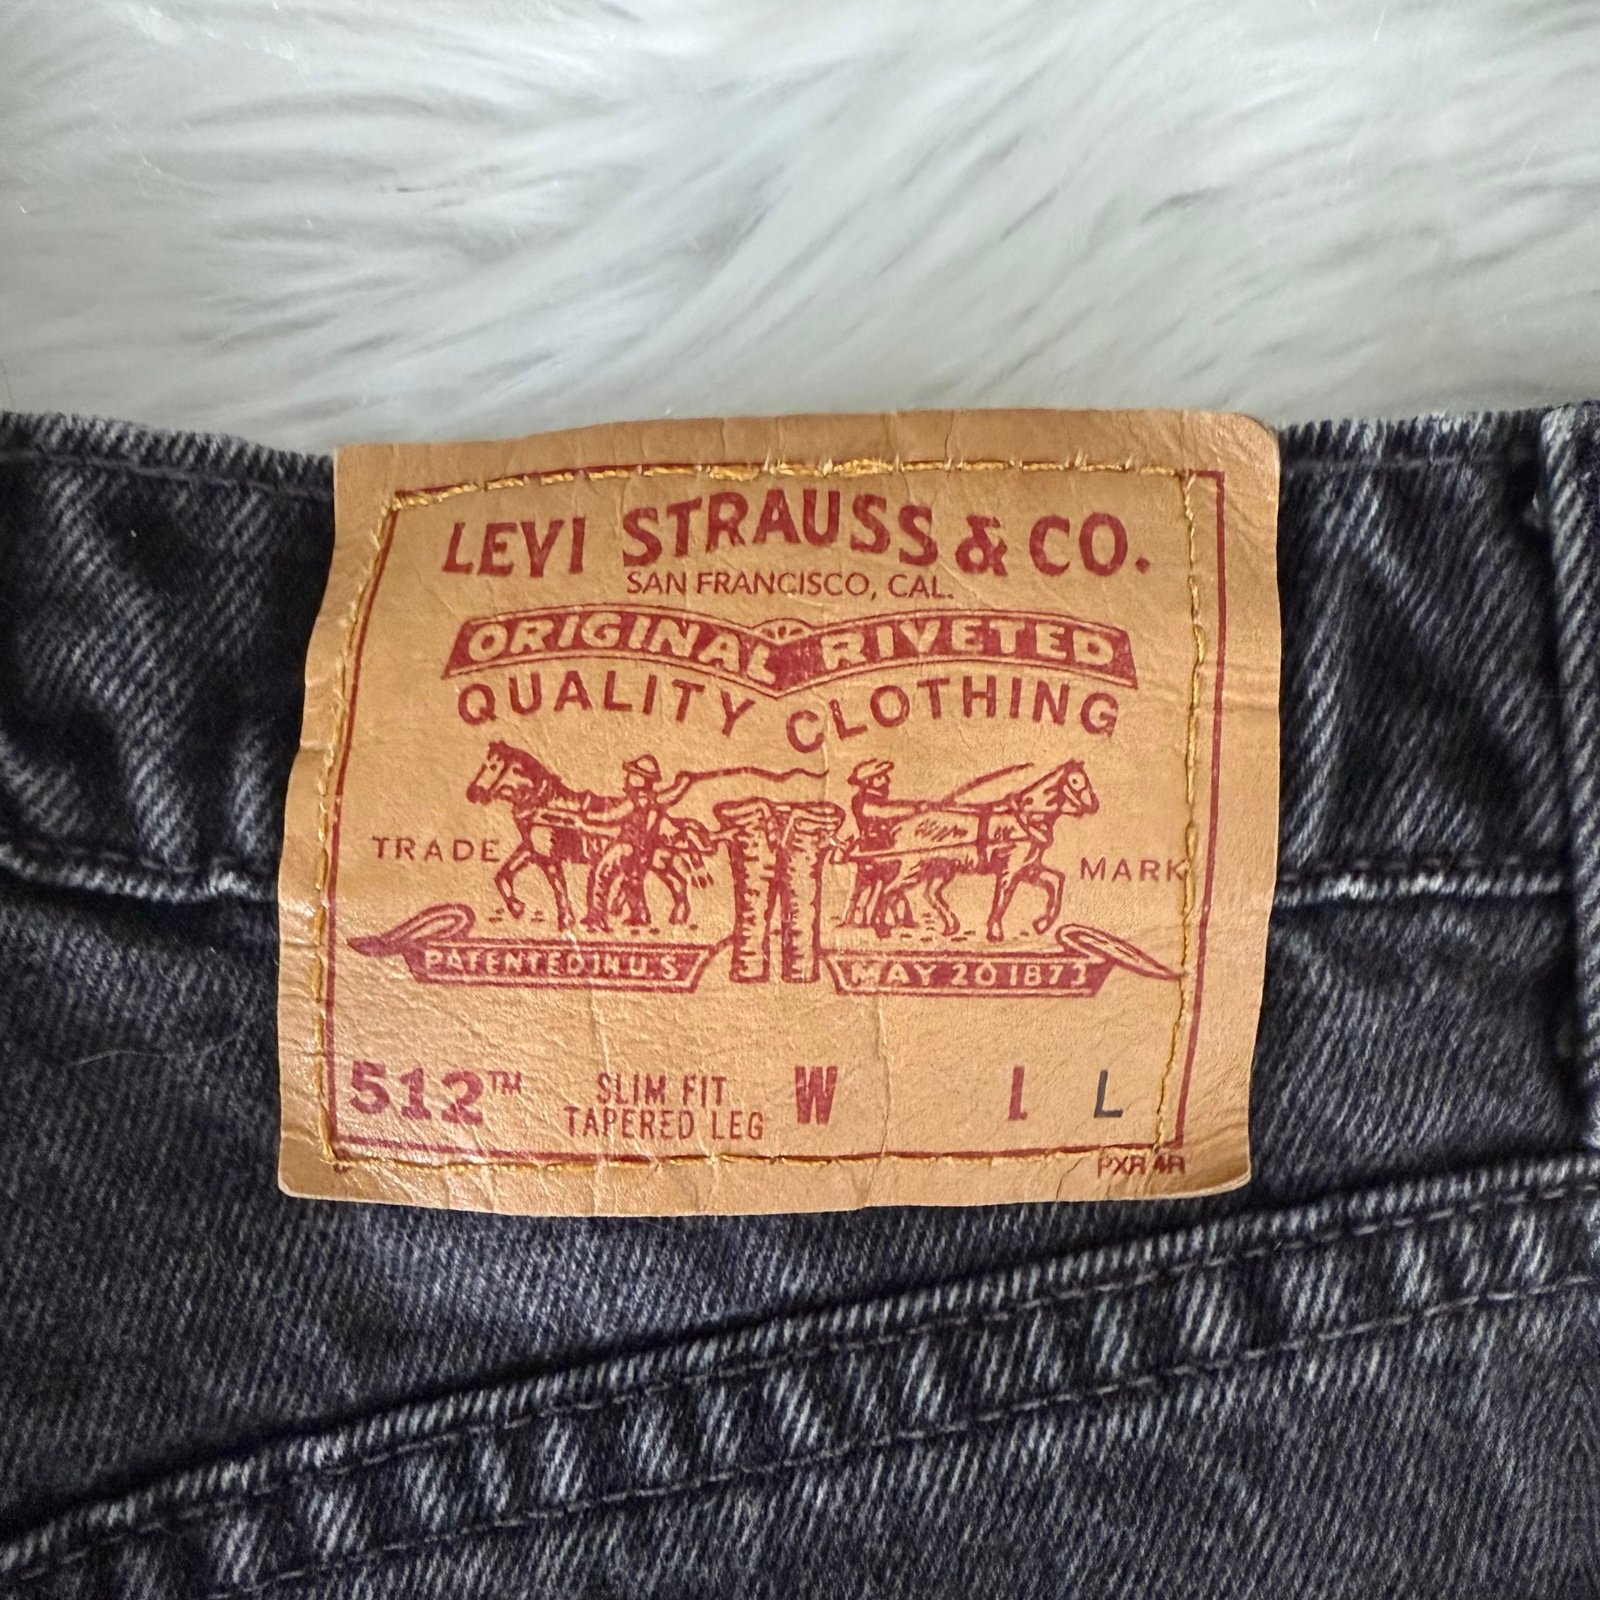 LEVI STRAUSS & CO.
SAN FRANCISCO, CAL.
ORIGINAL RIVETED
QUALITY CLOTHING
TRADE MARK
PATENTED IN U.S MAY 20 1873
512™ SLIM FIT TAPERED LEG W L L
PXR 4R